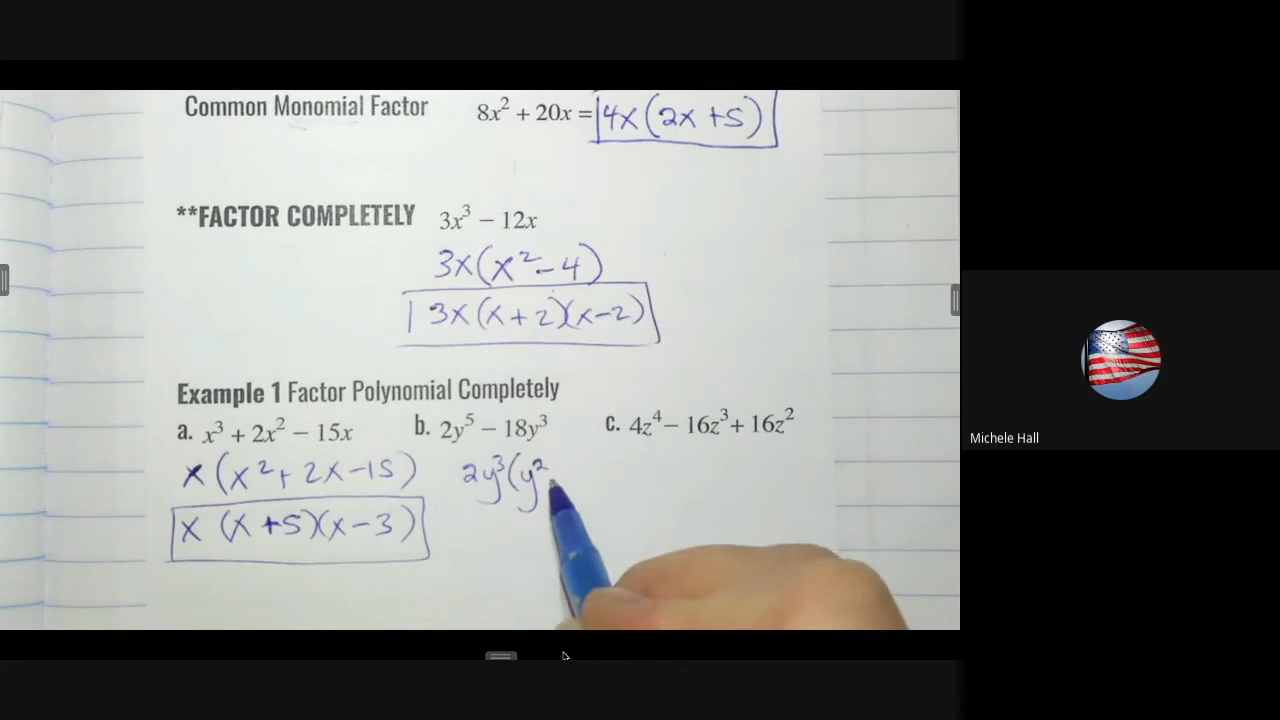 Common Monomial Factor 8x² + 20x = 4x(2x+5)
**FACTOR COMPLETELY 3x³ − 12x
3x(x²−4)
3x(x+2)(x−2)
Example 1 Factor Polynomial Completely
a. x³ + 2x² − 15x b. 2y⁵ − 18y³ c. 4z⁴ − 16z³ + 16z²
x(x²+2x−15) 2y³(y²
x(x+5)(x−3)
Michele Hall